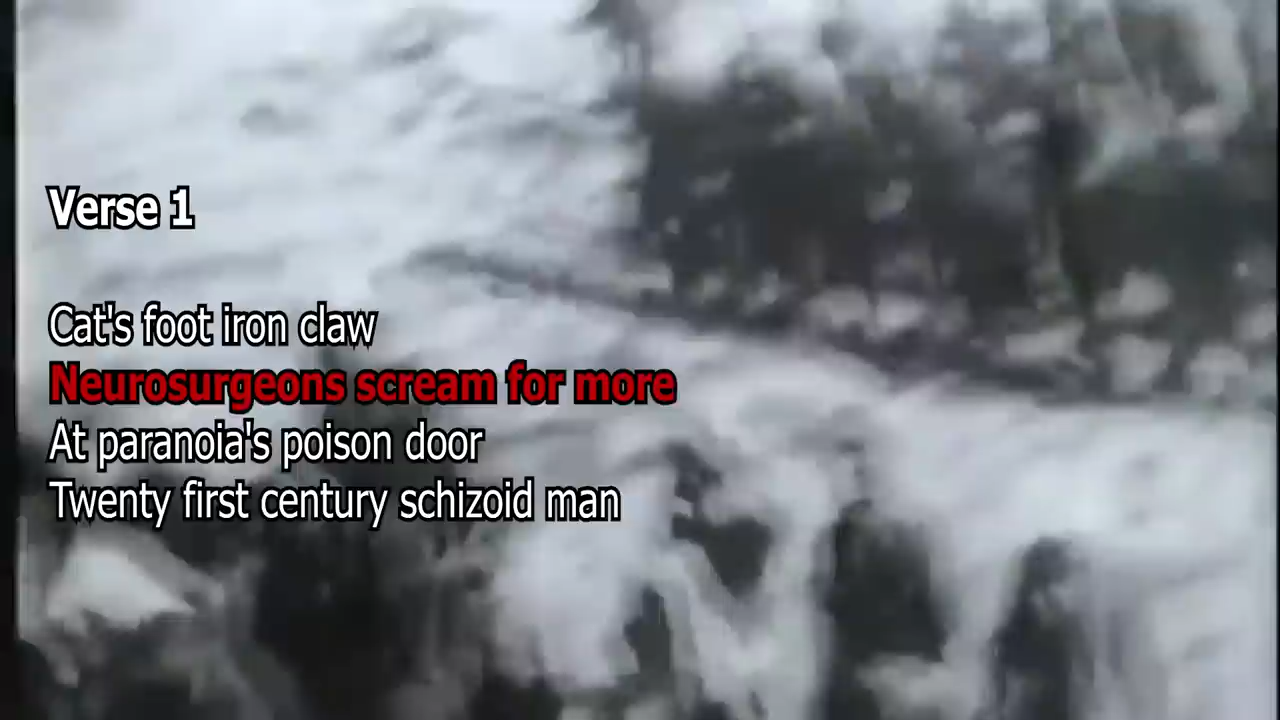 Verse 1
Cat's foot iron claw
Neurosurgeons scream for more
At paranoia's poison door
Twenty first century schizoid man